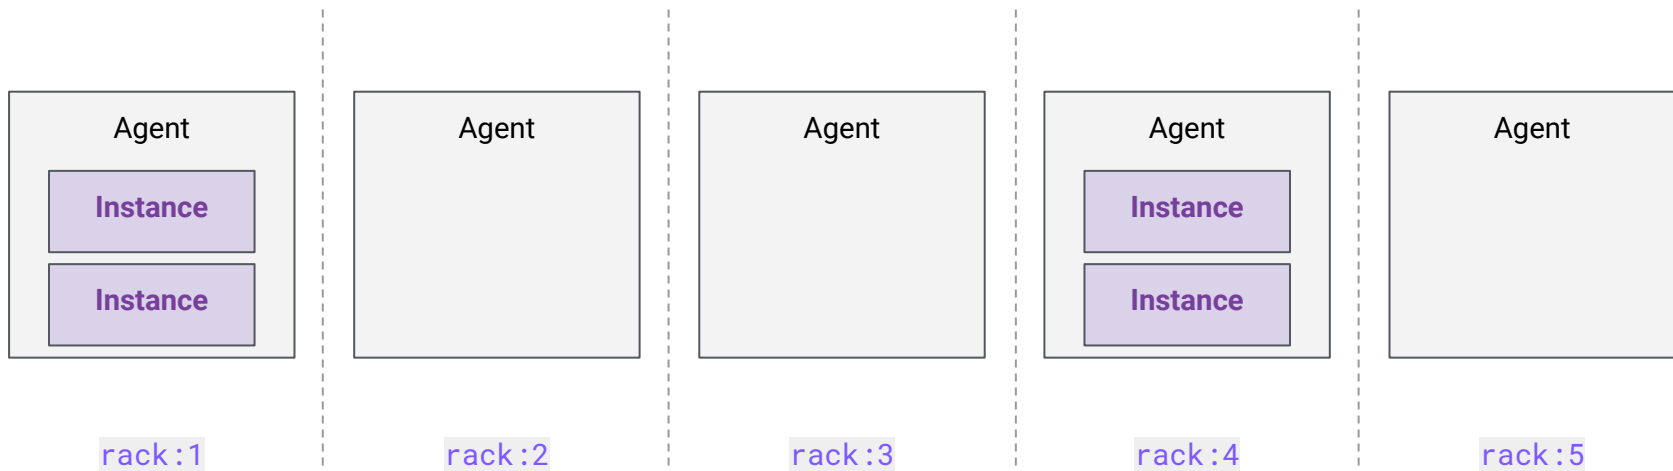 Agent
Instance
Instance
rack:1
Agent
rack:2
Agent
rack:3
Agent
Instance
Instance
rack:4
Agent
rack:5